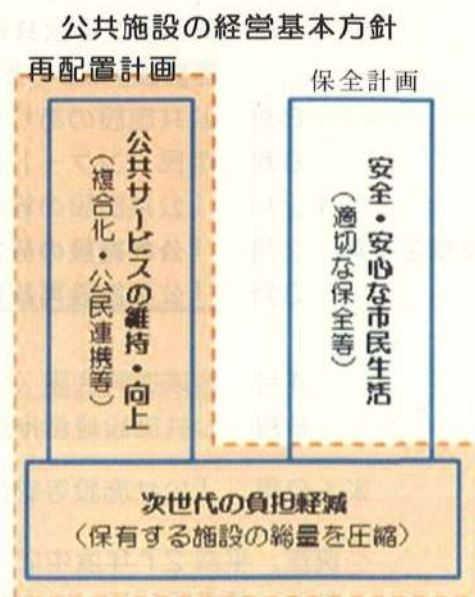 公共施設の経営基本方針
再配置計画
保全計画
公共サービスの維持・向上
（複合化・公民連携等）
安全・安心な市民生活
（適切な保全等）
次世代の負担軽減
（保有する施設の総量を圧縮）